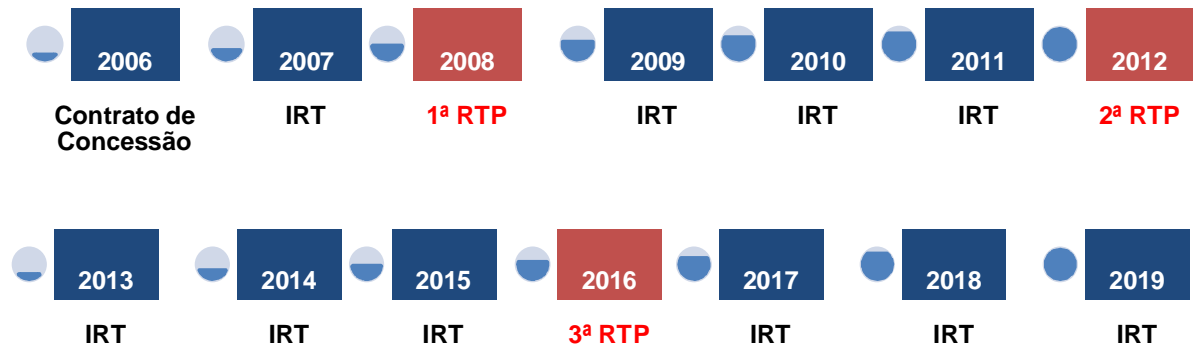 2006 2007 2008 2009 2010 2011 2012
Contrato de Concessão IRT 1ª RTP IRT IRT IRT 2ª RTP
2013 2014 2015 2016 2017 2018 2019
IRT IRT IRT 3ª RTP IRT IRT IRT